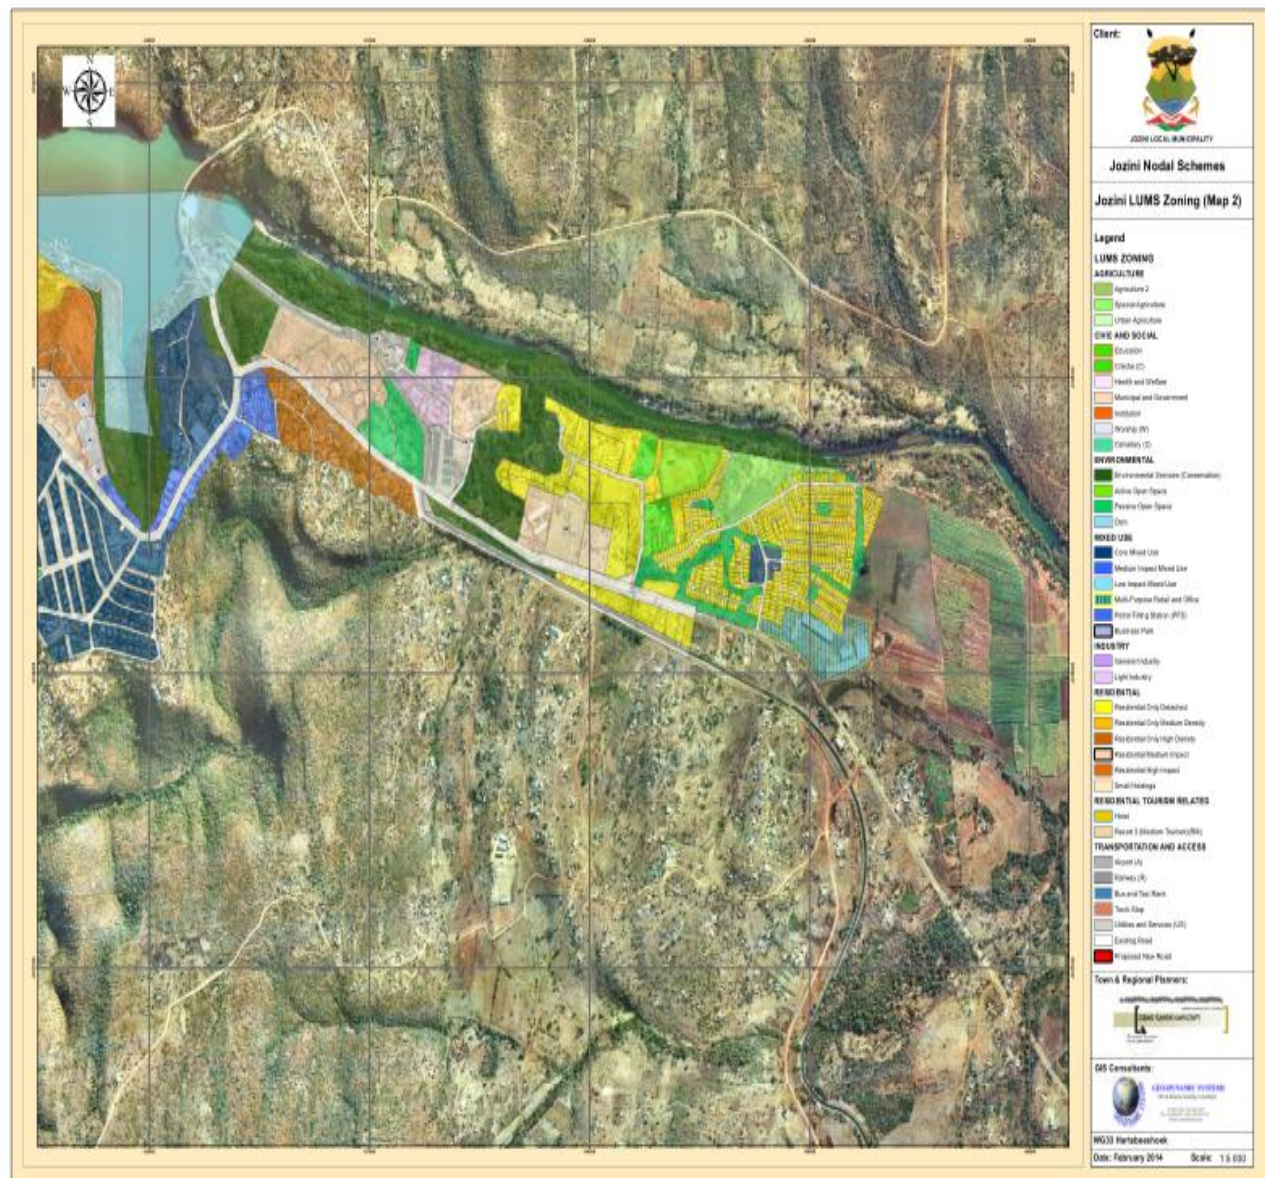 N
W E
S
Client:
JOZINI LOCAL MUNICIPALITY
Jozini Nodal Schemes
Jozini LUMS Zoning (Map 2)
Legend
LUMS ZONING
AGRICULTURE
Agriculture 2
Special Agriculture
Urban Agriculture
CIVIC AND SOCIAL
Education
Creche (C)
Health and Welfare
Municipal and Government
Institution
Worship (W)
Cemetery (C)
ENVIRONMENTAL
Environmental Services (Conservation)
Active Open Space
Passive Open Space
Dam
MIXED USE
Core Mixed Use
Medium Impact Mixed Use
Low Impact Mixed Use
Multi-Purpose Retail and Office
Petrol Filling Station (PFS)
Business Park
INDUSTRY
General Industry
Light Industry
RESIDENTIAL
Residential Only Detached
Residential Only Medium Density
Residential Only High Density
Residential Medium Impact
Residential High Impact
Small Holdings
RESIDENTIAL TOURISM RELATED
Hotel
Resort 3 (Medium Tourism)
TRANSPORTATION AND ACCESS
Airport (A)
Railway (R)
Bus and Taxi Rank
Truck Stop
Utilities and Services (US)
Existing Road
Proposed New Road
Town & Regional Planners:
GIS Consultants:
GEODYNAMIC SYSTEMS
WG33 Hartebeeshoek
Date: February 2014 Scale: